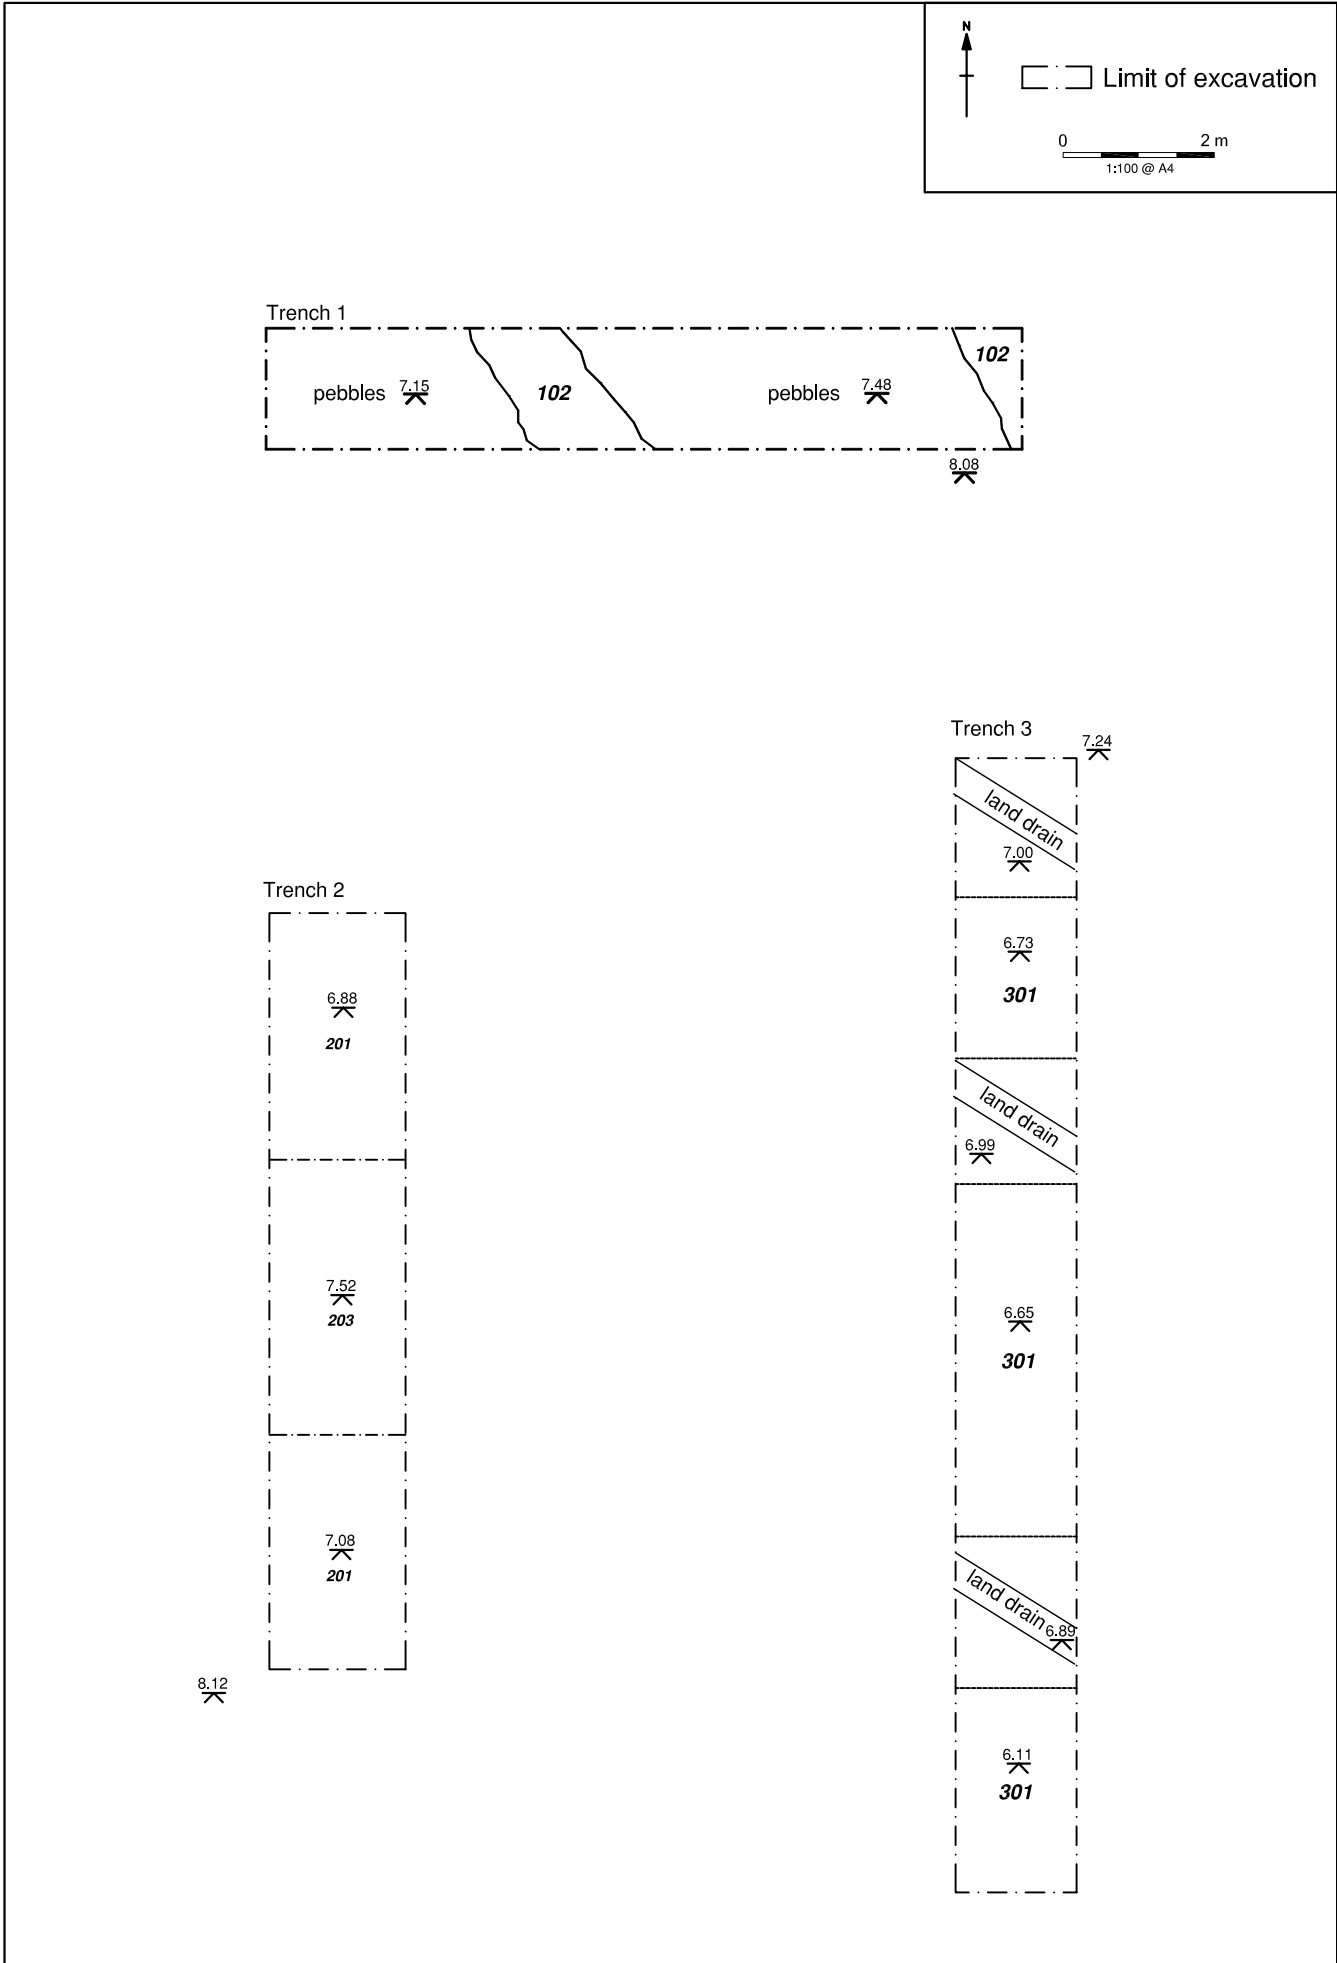 N
Limit of excavation
0 2 m
1:100 @ A4
Trench 1
102
pebbles 7.15 102 pebbles 7.48
8.08
Trench 3
7.24
land drain
7.00
Trench 2
6.73
301
6.88
201
land drain
6.99
7.52
203
6.65
301
7.08
201
land drain
6.89
8.12
6.11
301